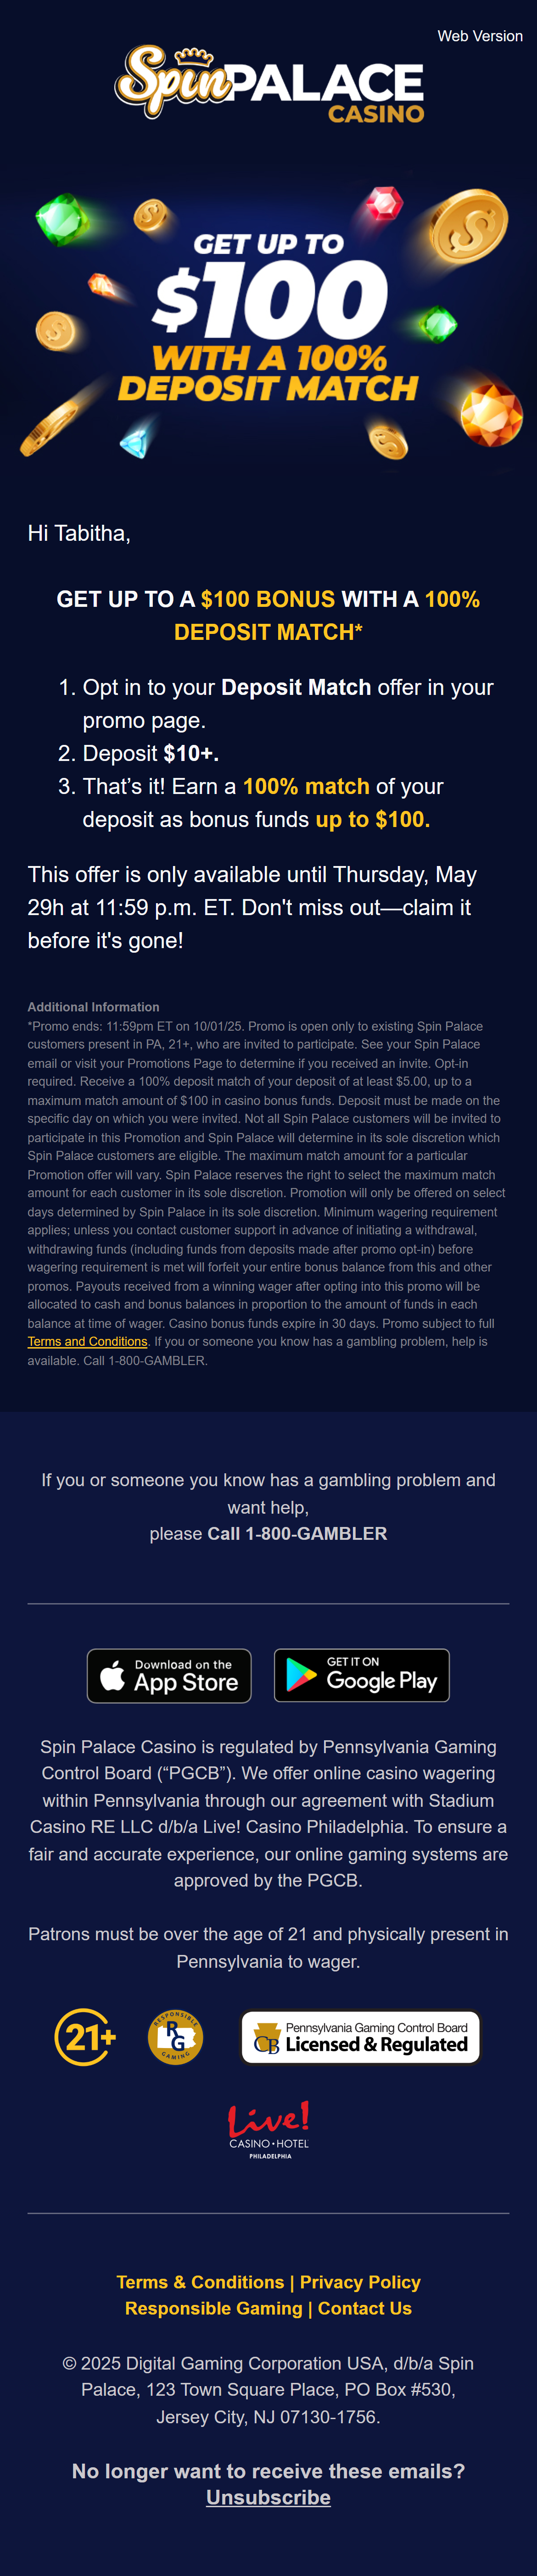 Web Version
Spin PALACE
CASINO
GET UP TO
$100
WITH A 100%
DEPOSIT MATCH
Hi Tabitha,
GET UP TO A $100 BONUS WITH A 100%
DEPOSIT MATCH*
1. Opt in to your Deposit Match offer in your
promo page.
2. Deposit $10+.
3. That’s it! Earn a 100% match of your
deposit as bonus funds up to $100.
This offer is only available until Thursday, May
29h at 11:59 p.m. ET. Don't miss out—claim it
before it's gone!
Additional Information
*Promo ends: 11:59pm ET on 10/01/25. Promo is open only to existing Spin Palace
customers present in PA, 21+, who are invited to participate. See your Spin Palace
email or visit your Promotions Page to determine if you received an invite. Opt-in
required. Receive a 100% deposit match of your deposit of at least $5.00, up to a
maximum match amount of $100 in casino bonus funds. Deposit must be made on the
specific day on which you were invited. Not all Spin Palace customers will be invited to
participate in this Promotion and Spin Palace will determine in its sole discretion which
Spin Palace customers are eligible. The maximum match amount for a particular
Promotion offer will vary. Spin Palace reserves the right to select the maximum match
amount for each customer in its sole discretion. Promotion will only be offered on select
days determined by Spin Palace in its sole discretion. Minimum wagering requirement
applies; unless you contact customer support in advance of initiating a withdrawal,
withdrawing funds (including funds from deposits made after promo opt-in) before
wagering requirement is met will forfeit your entire bonus balance from this and other
promos. Payouts received from a winning wager after opting into this promo will be
allocated to cash and bonus balances in proportion to the amount of funds in each
balance at time of wager. Casino bonus funds expire in 30 days. Promo subject to full
Terms and Conditions. If you or someone you know has a gambling problem, help is
available. Call 1-800-GAMBLER.
If you or someone you know has a gambling problem and
want help,
please Call 1-800-GAMBLER
Download on the
App Store
GET IT ON
Google Play
Spin Palace Casino is regulated by Pennsylvania Gaming
Control Board (“PGCB”). We offer online casino wagering
within Pennsylvania through our agreement with Stadium
Casino RE LLC d/b/a Live! Casino Philadelphia. To ensure a
fair and accurate experience, our online gaming systems are
approved by the PGCB.
Patrons must be over the age of 21 and physically present in
Pennsylvania to wager.
21+
RESPONSIBLE
RG
GAMING
CB
Pennsylvania Gaming Control Board
Licensed & Regulated
Live!
CASINO • HOTEL
PHILADELPHIA
Terms & Conditions | Privacy Policy
Responsible Gaming | Contact Us
© 2025 Digital Gaming Corporation USA, d/b/a Spin
Palace, 123 Town Square Place, PO Box #530,
Jersey City, NJ 07130-1756.
No longer want to receive these emails?
Unsubscribe